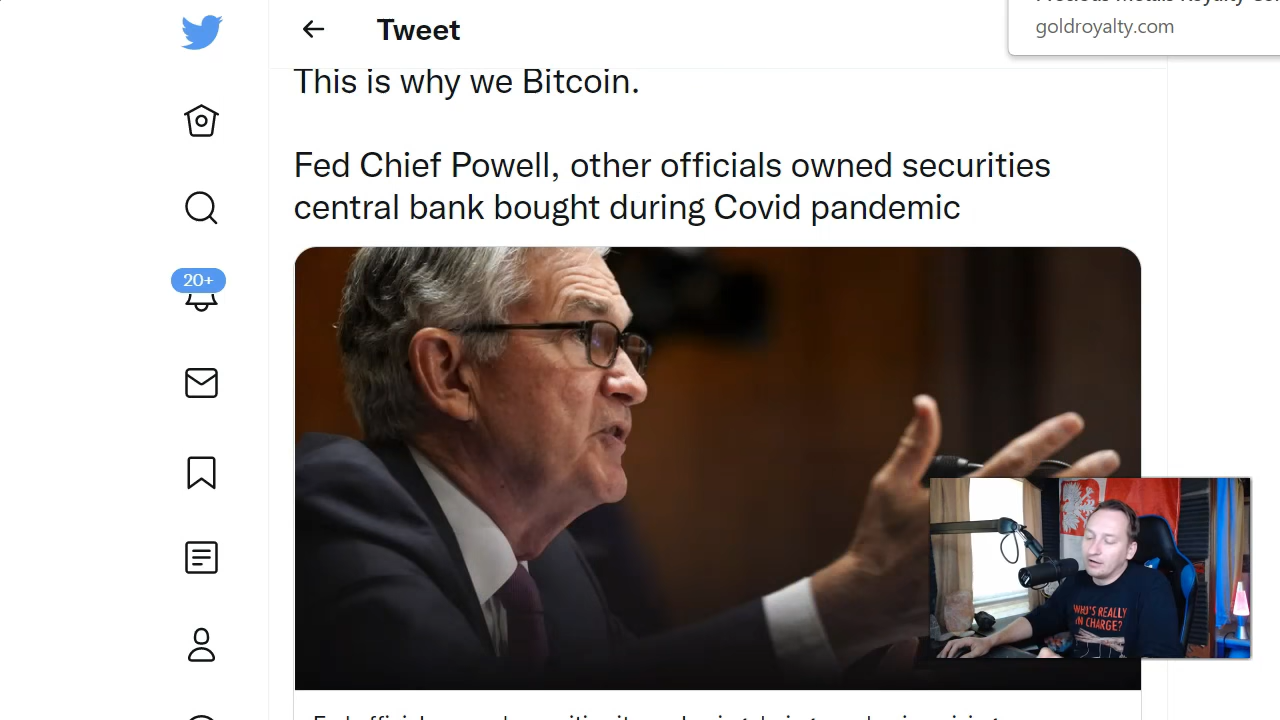 Tweet
goldroyalty.com
This is why we Bitcoin.
Fed Chief Powell, other officials owned securities
central bank bought during Covid pandemic
20+
WHO'S REALLY
IN CHARGE?